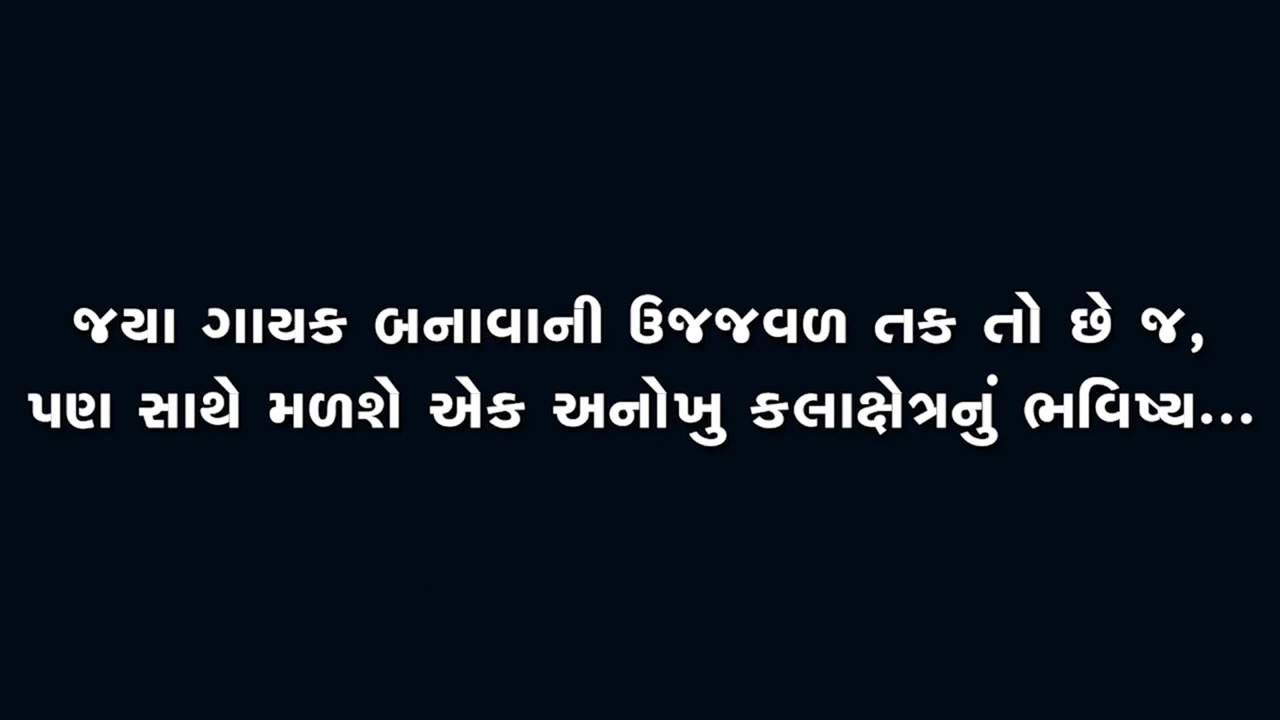 જયા ગાયક બનાવાની ઉજજવળ તક તો છે જ,
પણ સાથે મળશે એક અનોખુ કલાક્ષેત્રનું ભવિષ્ય...